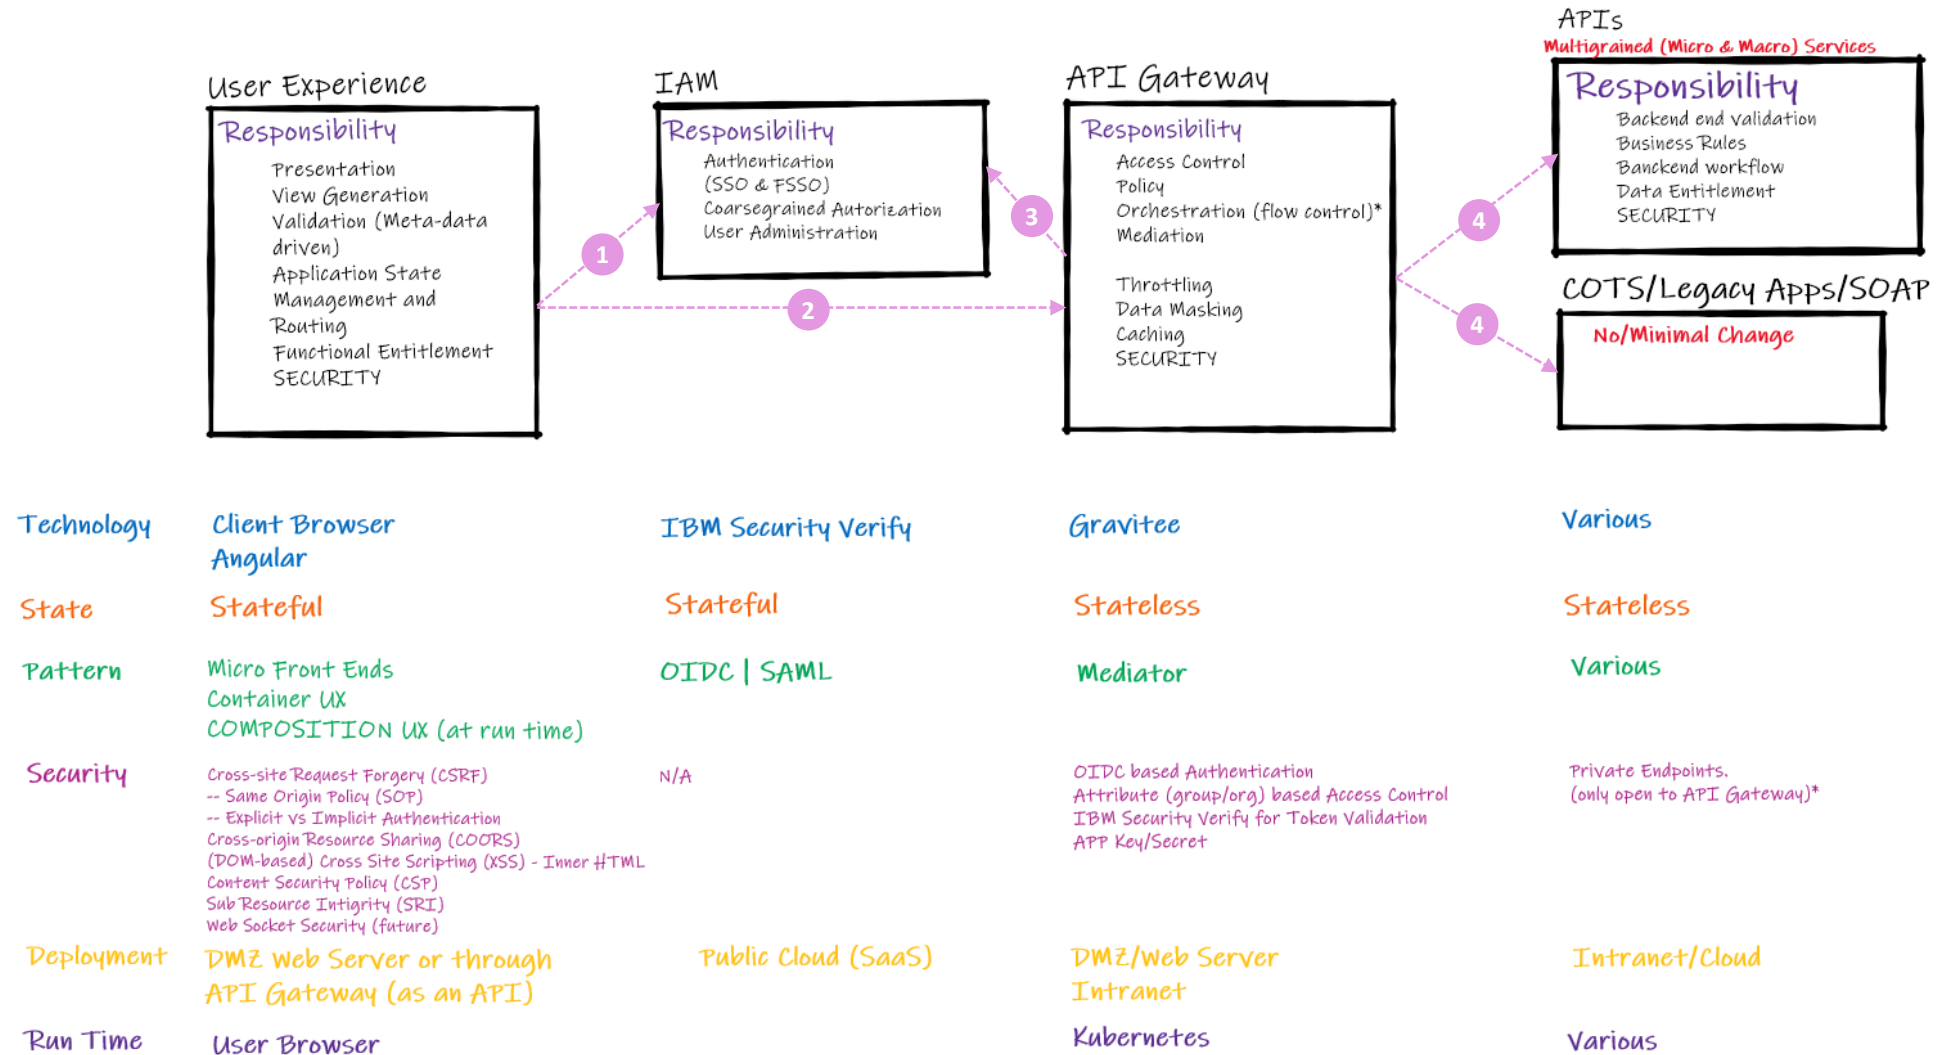 User Experience
Responsibility
Presentation
View Generation
Validation (Meta-data
driven)
Application State
Management and
Routing
Functional Entitlement
SECURITY
IAM
Responsibility
Authentication
(SSO & FSSO)
Coarsegrained Autorization
User Administration
API Gateway
Responsibility
Access Control
Policy
Orchestration (flow control)*
Mediation
Throttling
Data Masking
Caching
SECURITY
APIs
Multigrained (Micro & Macro) Services
Responsibility
Backend end validation
Business Rules
Banckend workflow
Data Entitlement
SECURITY
COTS/Legacy Apps/SOAP
No/Minimal Change
1
2
3
4
4
Technology
Client Browser
Angular
IBM Security Verify
Gravitee
Various
State
Stateful
Stateful
Stateless
Stateless
Pattern
Micro Front Ends
Container UX
COMPOSITION UX (at run time)
OIDC | SAML
Mediator
Various
Security
Cross-site Request Forgery (CSRF)
-- Same Origin Policy (SOP)
-- Explicit vs Implicit Authentication
Cross-origin Resource Sharing (COORS)
(DOM-based) Cross Site Scripting (XSS) - Inner HTML
Content Security Policy (CSP)
Sub Resource Intigrity (SRI)
Web Socket Security (future)
N/A
OIDC based Authentication
Attribute (group/org) based Access Control
IBM Security Verify for Token Validation
APP Key/Secret
Private Endpoints.
(only open to API Gateway)*
Deployment
DMZ Web Server or through
API Gateway (as an API)
Public Cloud (SaaS)
DMZ/Web Server
Intranet
Intranet/Cloud
Run Time
User Browser
Kubernetes
Various